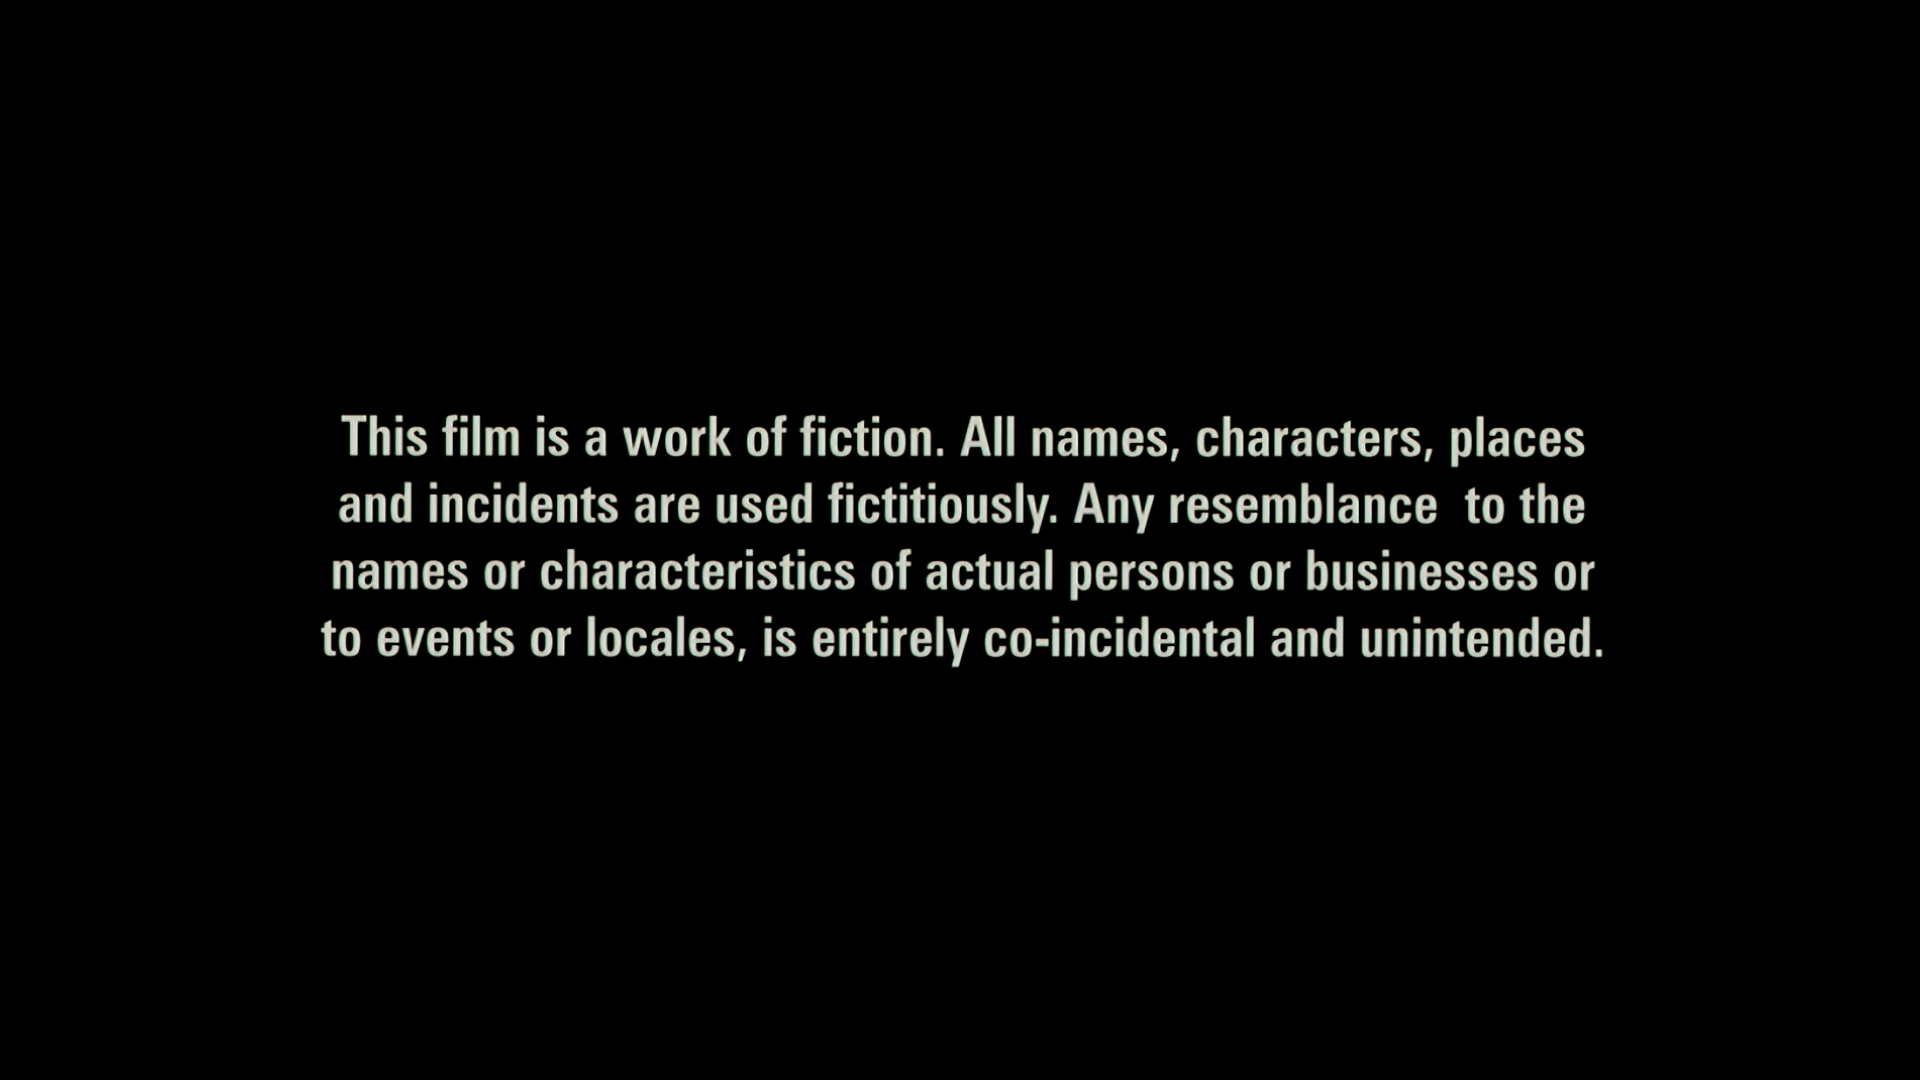 This film is a work of fiction. All names, characters, places
and incidents are used fictitiously. Any resemblance  to the
names or characteristics of actual persons or businesses or
to events or locales, is entirely co-incidental and unintended.